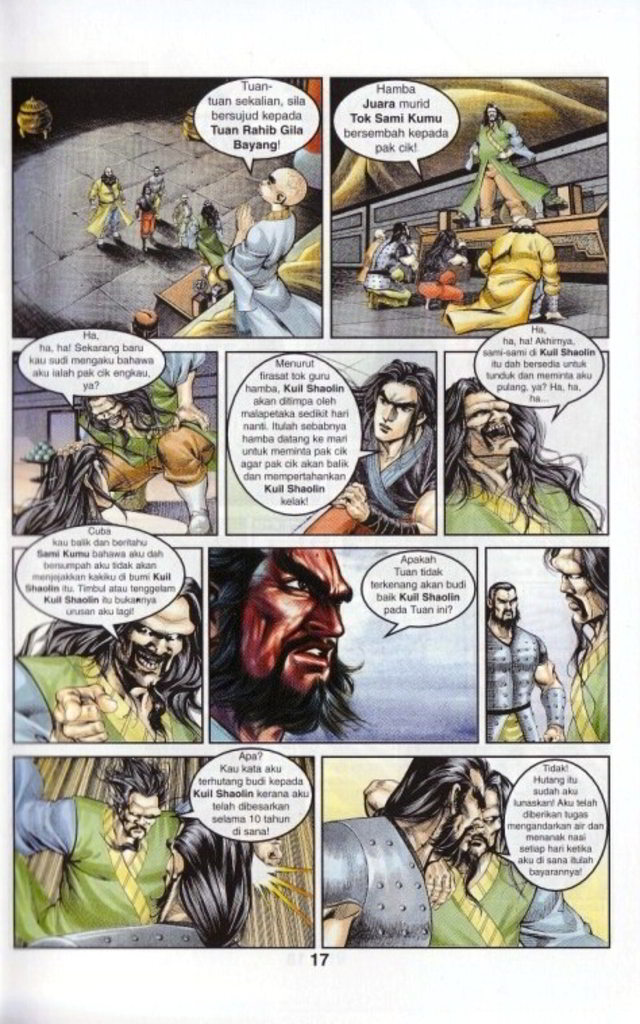 Tuan-
tuan sekalian, sila
bersujud kepada
Tuan Rahib Gila
Bayang!
Hamba
Juara murid
Tok Sami Kumu
bersembah kepada
pak cik!
Ha,
ha, ha! Sekarang baru
kau sudi mengaku bahawa
aku ialah pak cik engkau,
ya?
Menurut
firasat tok guru
hamba, Kuil Shaolin
akan ditimpa oleh
malapetaka sedikit hari
nanti. Itulah sebabnya
hamba datang ke mari
untuk meminta pak cik
agar pak cik akan balik
dan mempertahankan
Kuil Shaolin
kelak!
Ha,
ha, ha! Akhirnya,
sami-sami di Kuil Shaolin
itu dah bersedia untuk
tunduk dan meminta aku
pulang, ya? Ha, ha,
ha...
Cuba
kau balik dan beritahu
Sami Kumu bahawa aku dah
bersumpah aku tidak akan
menjejakkan kakiku di bumi Kuil
Shaolin itu. Timbul atau tenggelam
Kuil Shaolin itu bukannya
urusan aku lagi!
Apakah
Tuan tidak
terkenang akan budi
baik Kuil Shaolin
pada Tuan ini?
Apa?
Kau kata aku
terhutang budi kepada
Kuil Shaolin kerana aku
telah dibesarkan
selama 10 tahun
di sana!
Tidak!
Hutang itu
sudah aku
lunaskan! Aku telah
diberikan tugas
mengandarkan air dan
menanak nasi
setiap hari ketika
aku di sana itulah
bayarannya!
17